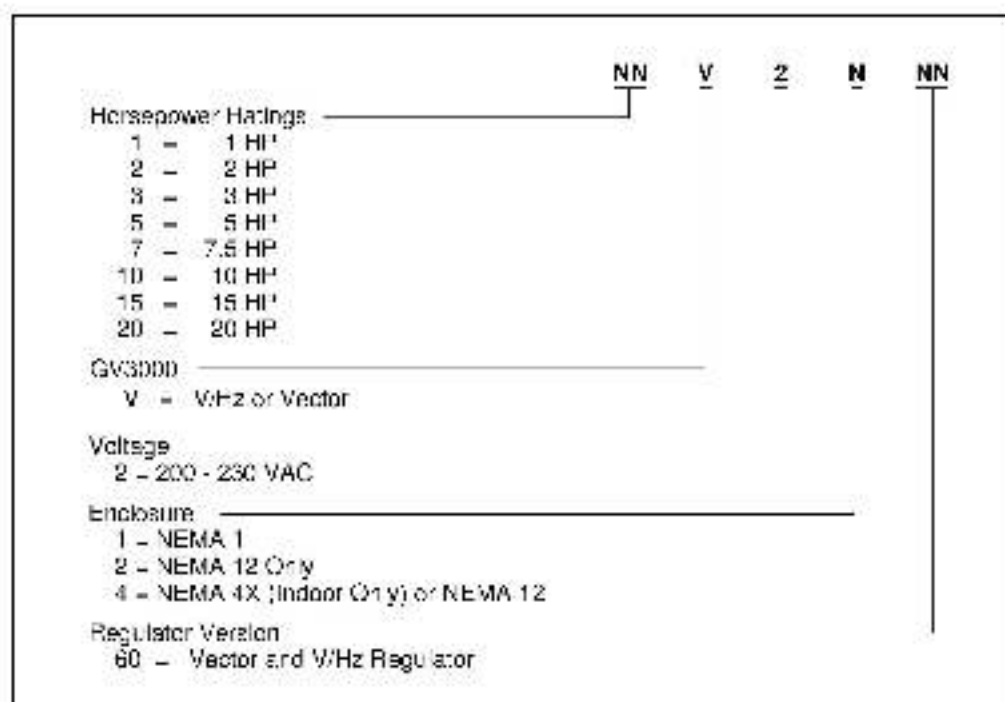 NN V 2 N NN
Horsepower Ratings
1 = 1 HP
2 = 2 HP
3 = 3 HP
5 = 5 HP
7 = 7.5 HP
10 = 10 HP
15 = 15 HP
20 = 20 HP
GV3000
V = V/Hz or Vector
Voltage
2 = 200 - 230 VAC
Enclosure
1 = NEMA 1
2 = NEMA 12 Only
4 = NEMA 4X (Indoor Only) or NEMA 12
Regulator Version
60 = Vector and V/Hz Regulator